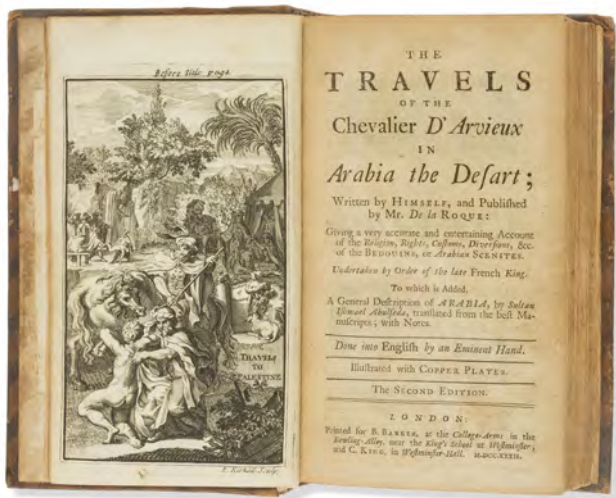 Before title page
TRAVELS
TO
PALESTINE
&c
E. Kirkall Sculp.
THE
TRAVELS
OF THE
Chevalier D'Arvieux
IN
Arabia the Desart;
Written by HIMSELF, and Published
by Mr. De la ROQUE:
Giving a very accurate and entertaining Account
of the Religion, Rights, Customs, Diversions, &c.
of the BEDOUINS, or Arabian SCENITES.
Undertaken by Order of the late French King.
To which is Added,
A General Description of ARABIA, by Sultan
Ishmael Abulfeda, translated from the best Ma-
nuscripts; with Notes.
Done into English by an Eminent Hand.
Illustrated with COPPER PLATES.
The SECOND EDITION.
LONDON:
Printed for B. BARKER, at the College-Arms in the
Bowling-Alley, near the King's School at Westminster;
and C. KING, in Westminster-Hall. M.DCC.XXXII.